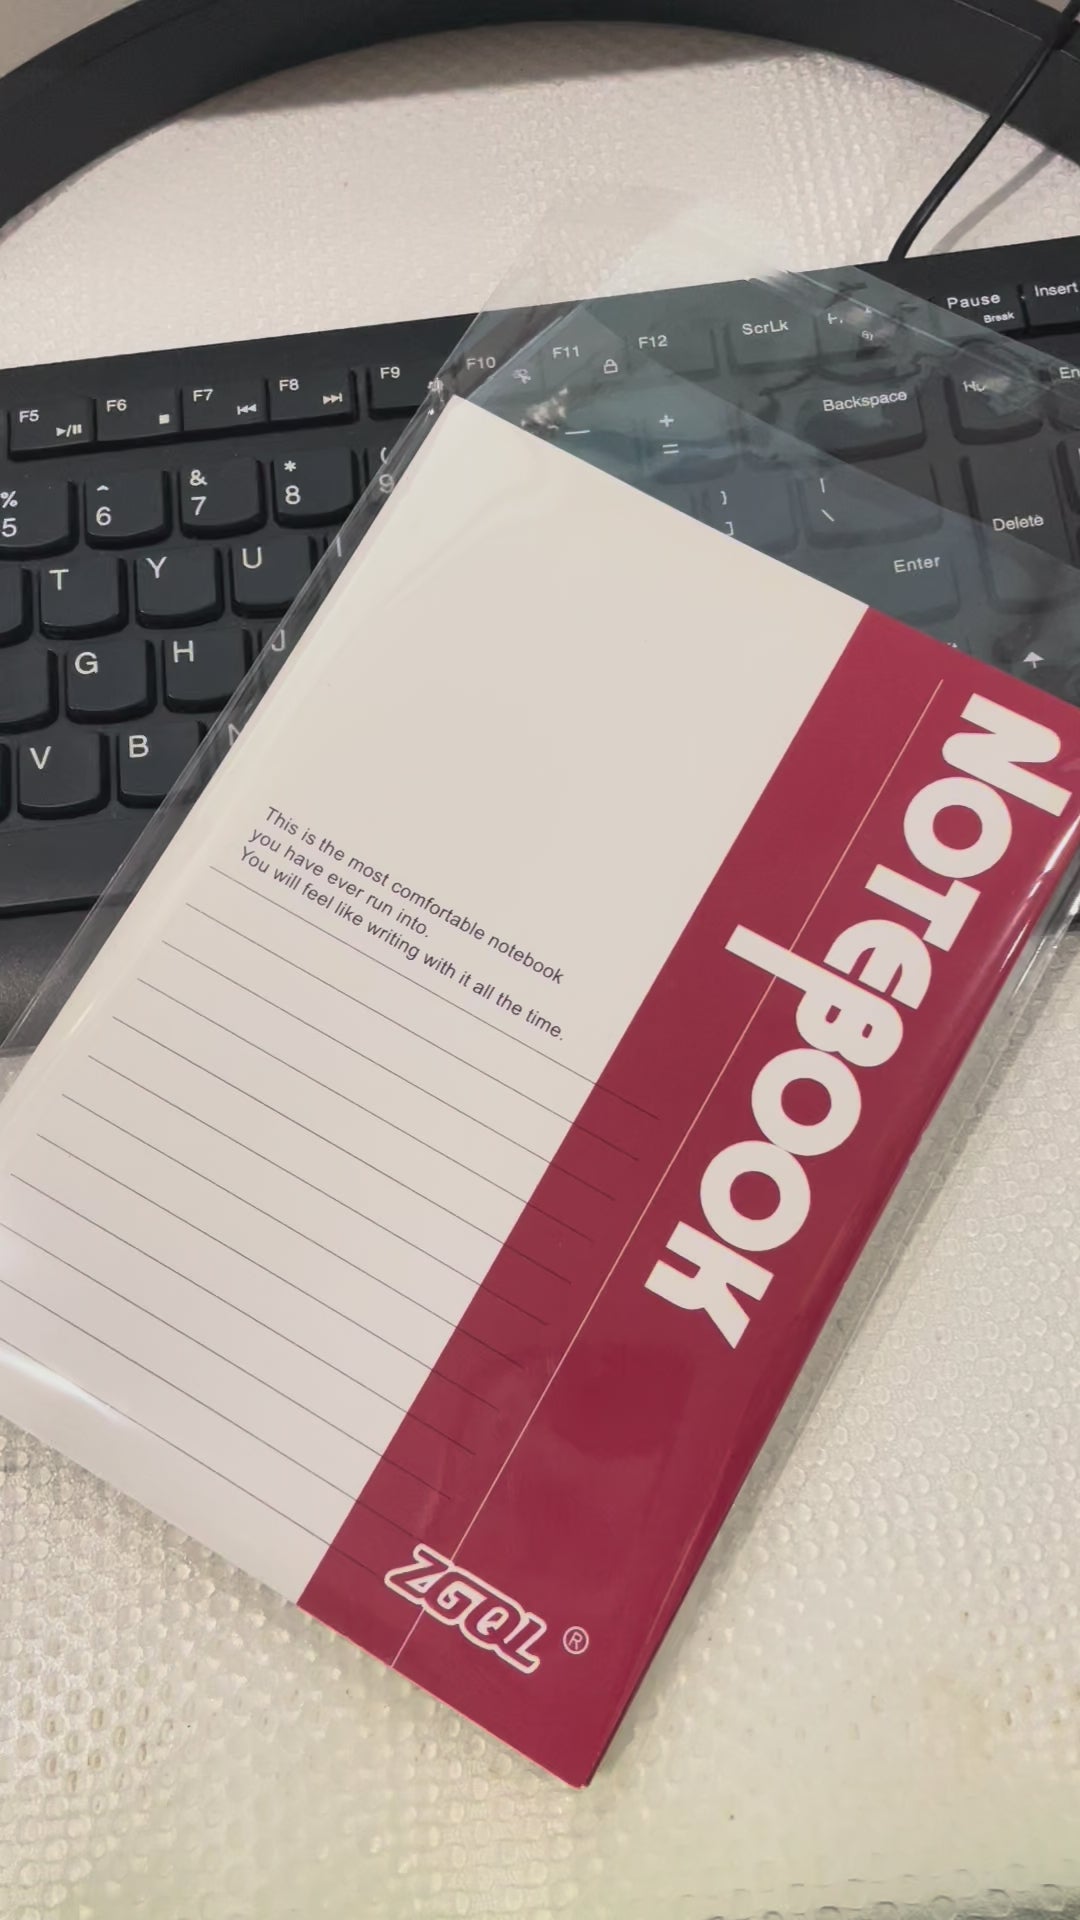 This is the most comfortable notebook
you have ever run into.
You will feel like writing with it all the time.
NOTEBOOK
ZGQL ®
F5
F6
F7
F8
F9
F10
F11
F12
ScrLk
Pause
Break
Insert
% 5
^ 6
& 7
* 8
( 9
— 
+ =
Backspace
T
Y
U
I
} ]
| \
Enter
Delete
G
H
J
V
B
N